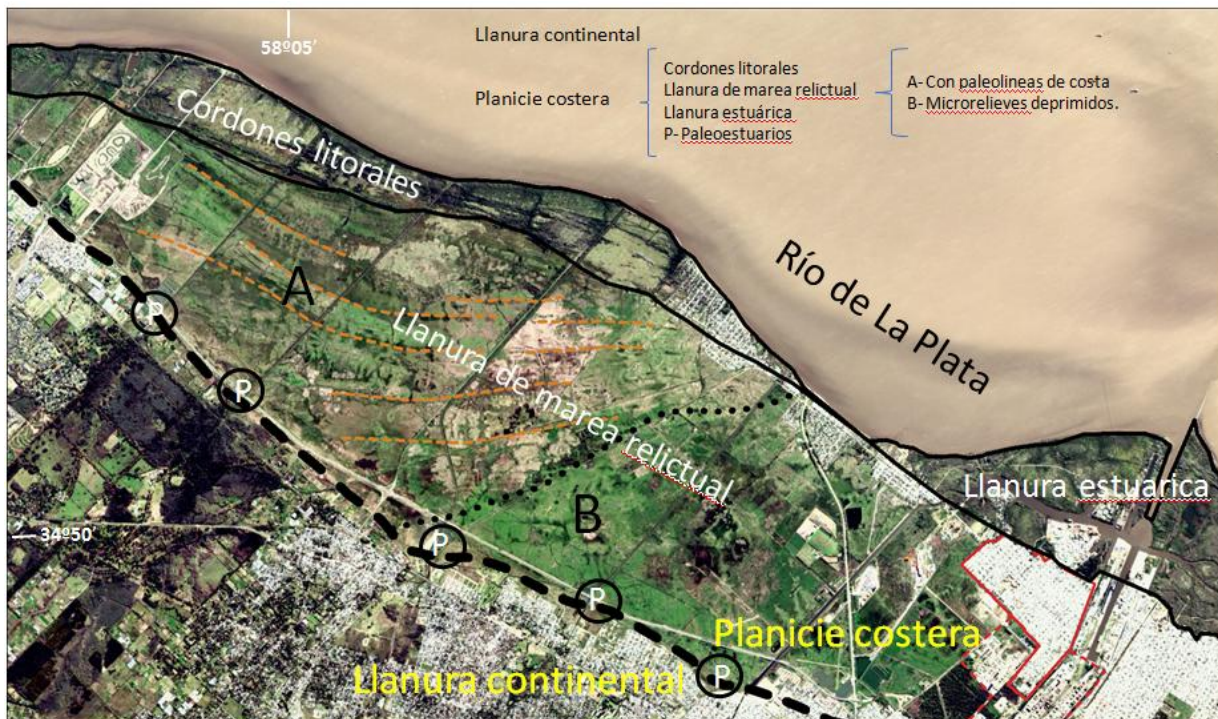 58º05′
34º50
Llanura continental
Planicie costera
Cordones litorales
Llanura de marea relictual
Llanura estuárica
P- Paleoestuarios
A- Con paleolineas de costa
B- Microrelieves deprimidos.
Cordones litorales
Río de La Plata
A
Llanura de marea relictual
B
Llanura estuárica
P
P
P
P
P
Planicie costera
Llanura continental